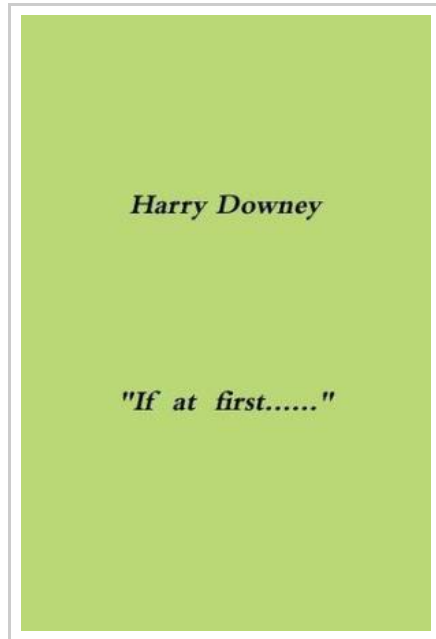 Harry Downey
"If at first......"